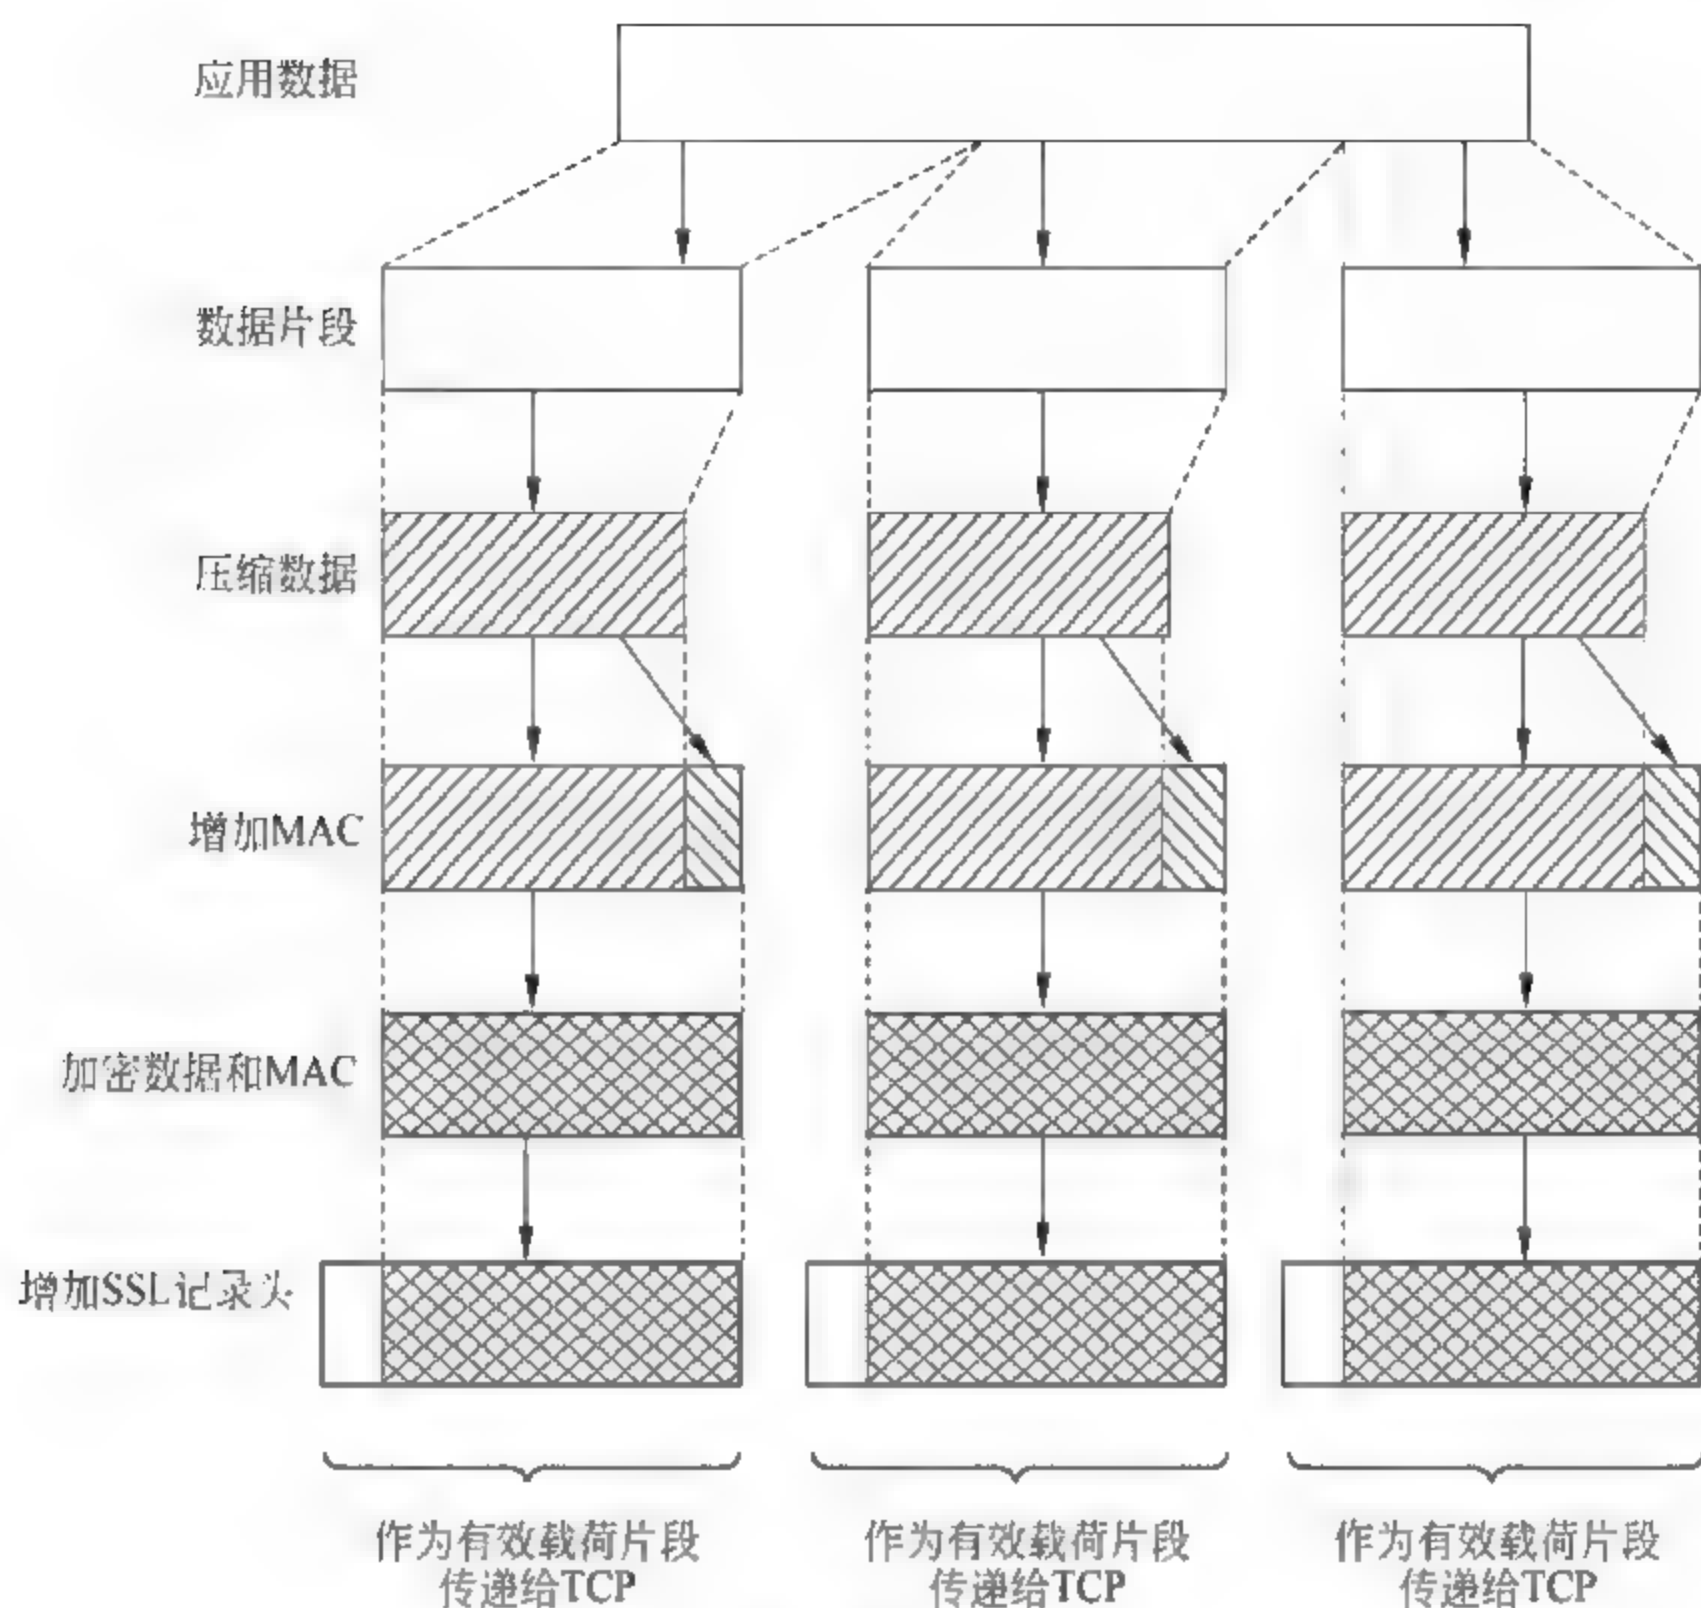 应用数据
数据片段
压缩数据
增加MAC
加密数据和MAC
增加SSL记录头
作为有效载荷片段
传递给TCP
作为有效载荷片段
传递给TCP
作为有效载荷片段
传递给TCP